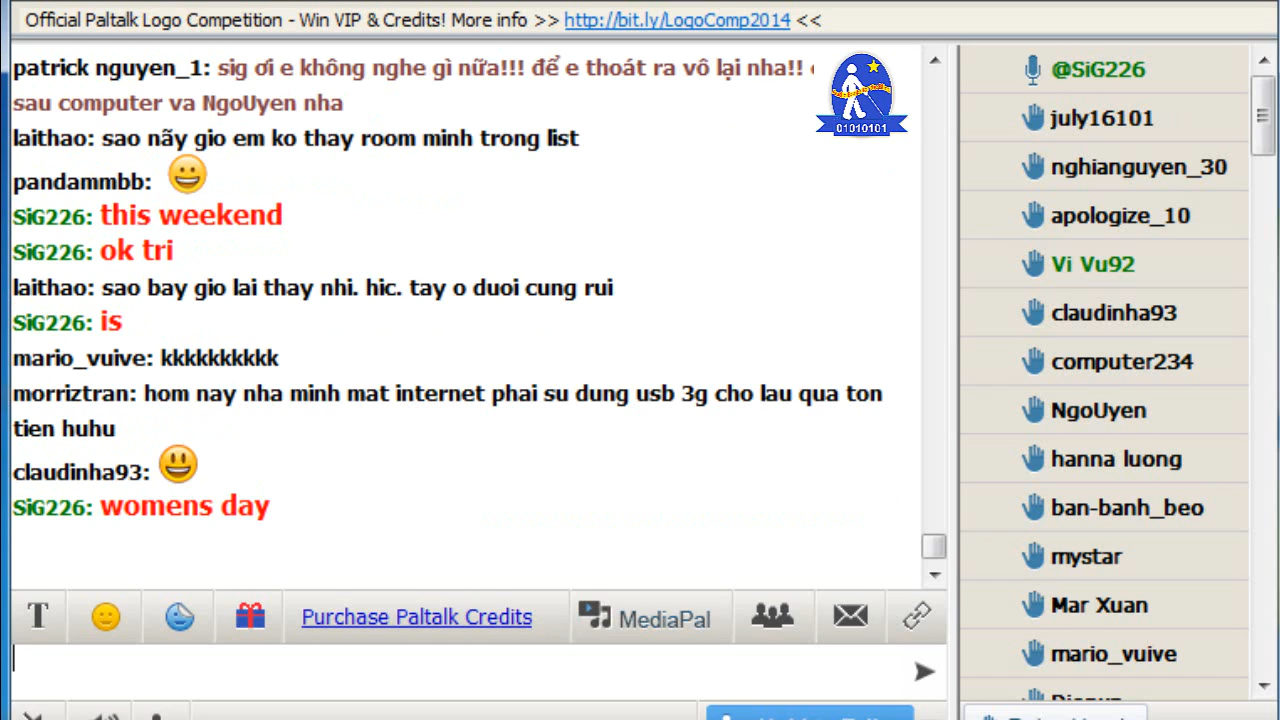 Official Paltalk Logo Competition - Win VIP & Credits! More info >> http://bit.ly/LogoComp2014 <<
patrick nguyen_1: sig ơi e không nghe gì nữa!!! để e thoát ra vô lại nha!!
sau computer va NgoUyen nha
laithao: sao nãy gio em ko thay room minh trong list
pandammbb:
SiG226: this weekend
SiG226: ok tri
laithao: sao bay gio lai thay nhi. hic. tay o duoi cung rui
SiG226: is
mario_vuive: kkkkkkkkkk
morriztran: hom nay nha minh mat internet phai su dung usb 3g cho lau qua ton
tien huhu
claudinha93:
SiG226: womens day
01010101
T
Purchase Paltalk Credits
MediaPal
@SiG226
july16101
nghianguyen_30
apologize_10
Vi Vu92
claudinha93
computer234
NgoUyen
hanna luong
ban-banh_beo
mystar
Mar Xuan
mario_vuive